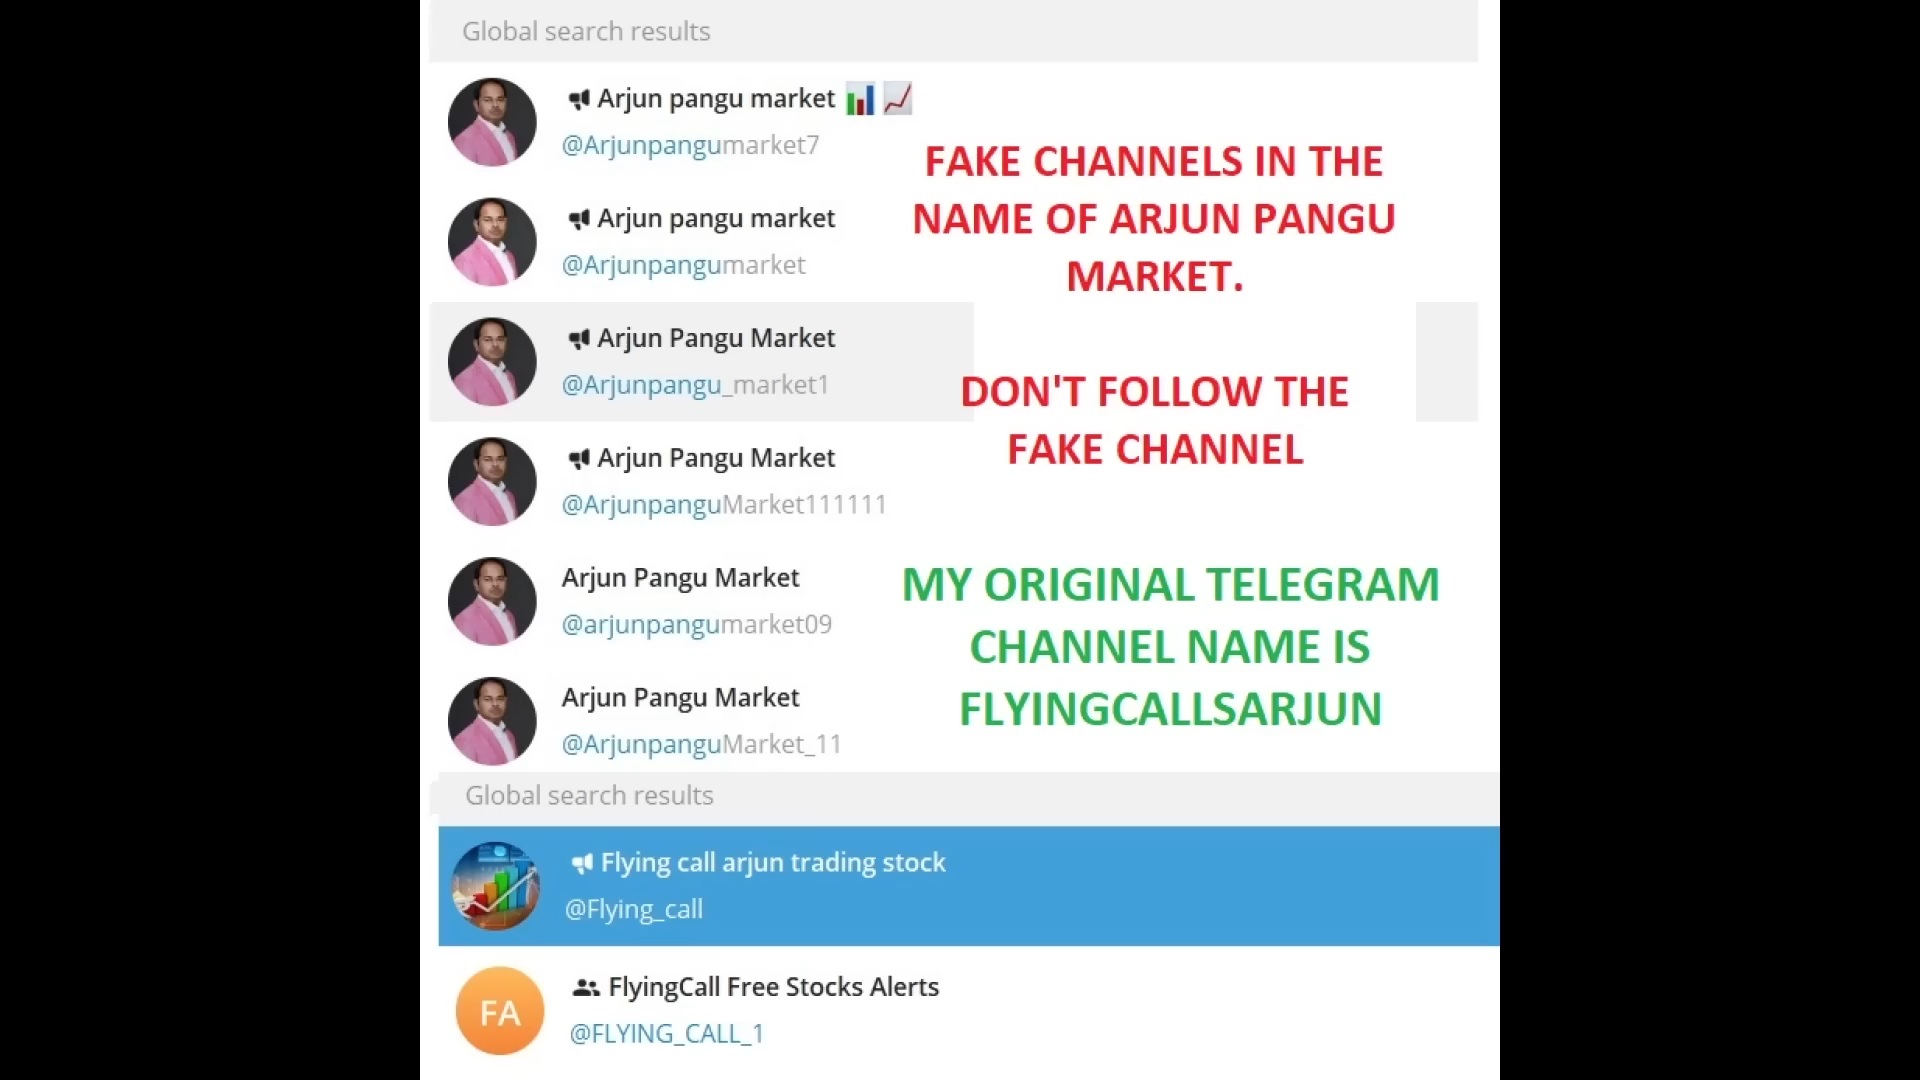 Global search results
Arjun pangu market
@Arjunpangumarket7
Arjun pangu market
@Arjunpangumarket
Arjun Pangu Market
@Arjunpangu_market1
Arjun Pangu Market
@ArjunpanguMarket111111
Arjun Pangu Market
@arjunpangumarket09
Arjun Pangu Market
@ArjunpanguMarket_11
FAKE CHANNELS IN THE
NAME OF ARJUN PANGU
MARKET.
DON'T FOLLOW THE
FAKE CHANNEL
MY ORIGINAL TELEGRAM
CHANNEL NAME IS
FLYINGCALLSARJUN
Global search results
Flying call arjun trading stock
@Flying_call
FA
FlyingCall Free Stocks Alerts
@FLYING_CALL_1